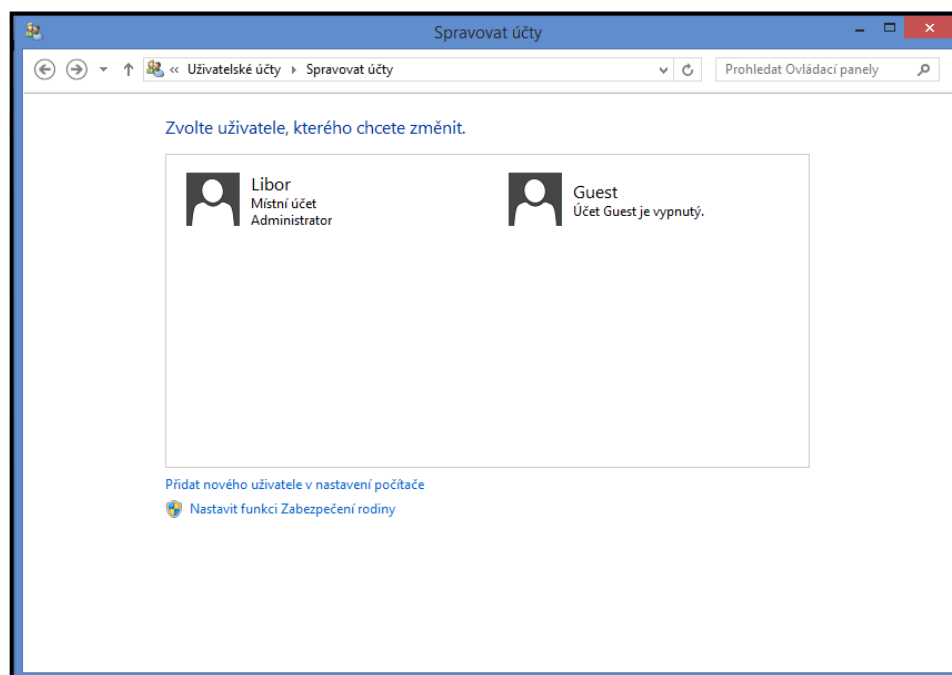 Spravovat účty
« Uživatelské účty Spravovat účty
Prohledat Ovládací panely
Zvolte uživatele, kterého chcete změnit.
Libor
Místní účet
Administrator
Guest
Účet Guest je vypnutý.
Přidat nového uživatele v nastavení počítače
Nastavit funkci Zabezpečení rodiny